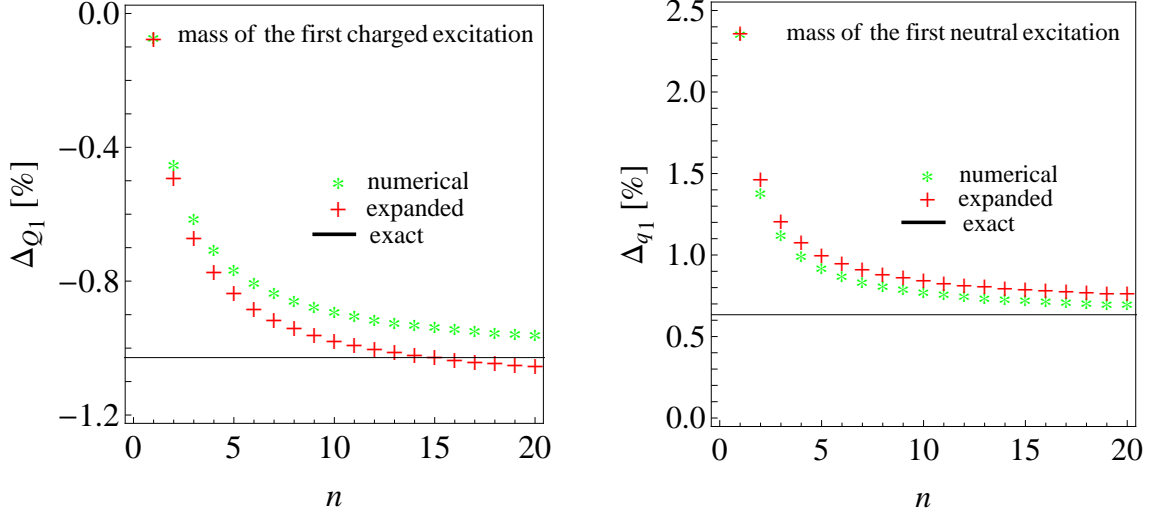 mass of the first charged excitation
0.0
−0.4
−0.8
−1.2
Δ_{Q_1} [%]
* numerical
+ expanded
exact
0 5 10 15 20
n
mass of the first neutral excitation
2.5
2.0
1.5
1.0
0.5
0.0
Δ_{q_1} [%]
* numerical
+ expanded
exact
0 5 10 15 20
n